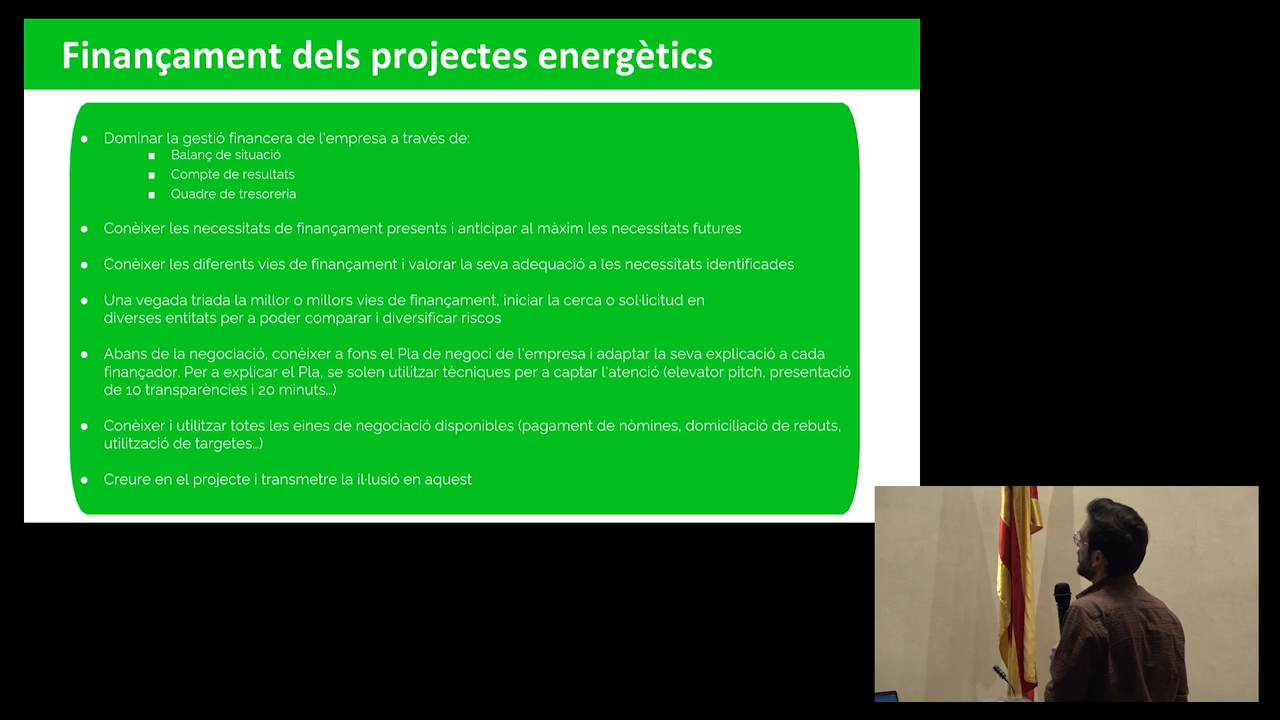 Finançament dels projectes energètics
● Dominar la gestió financera de l'empresa a través de:
■ Balanç de situació
■ Compte de resultats
■ Quadre de tresoreria
● Conèixer les necessitats de finançament presents i anticipar al màxim les necessitats futures
● Conèixer les diferents vies de finançament i valorar la seva adequació a les necessitats identificades
● Una vegada triada la millor o millors vies de finançament, iniciar la cerca o sol·licitud en
diverses entitats per a poder comparar i diversificar riscos
● Abans de la negociació, conèixer a fons el Pla de negoci de l'empresa i adaptar la seva explicació a cada
finançador. Per a explicar el Pla, se solen utilitzar tècniques per a captar l'atenció (elevator pitch, presentació
de 10 transparències i 20 minuts...)
● Conèixer i utilitzar totes les eines de negociació disponibles (pagament de nòmines, domiciliació de rebuts,
utilització de targetes...)
● Creure en el projecte i transmetre la il·lusió en aquest